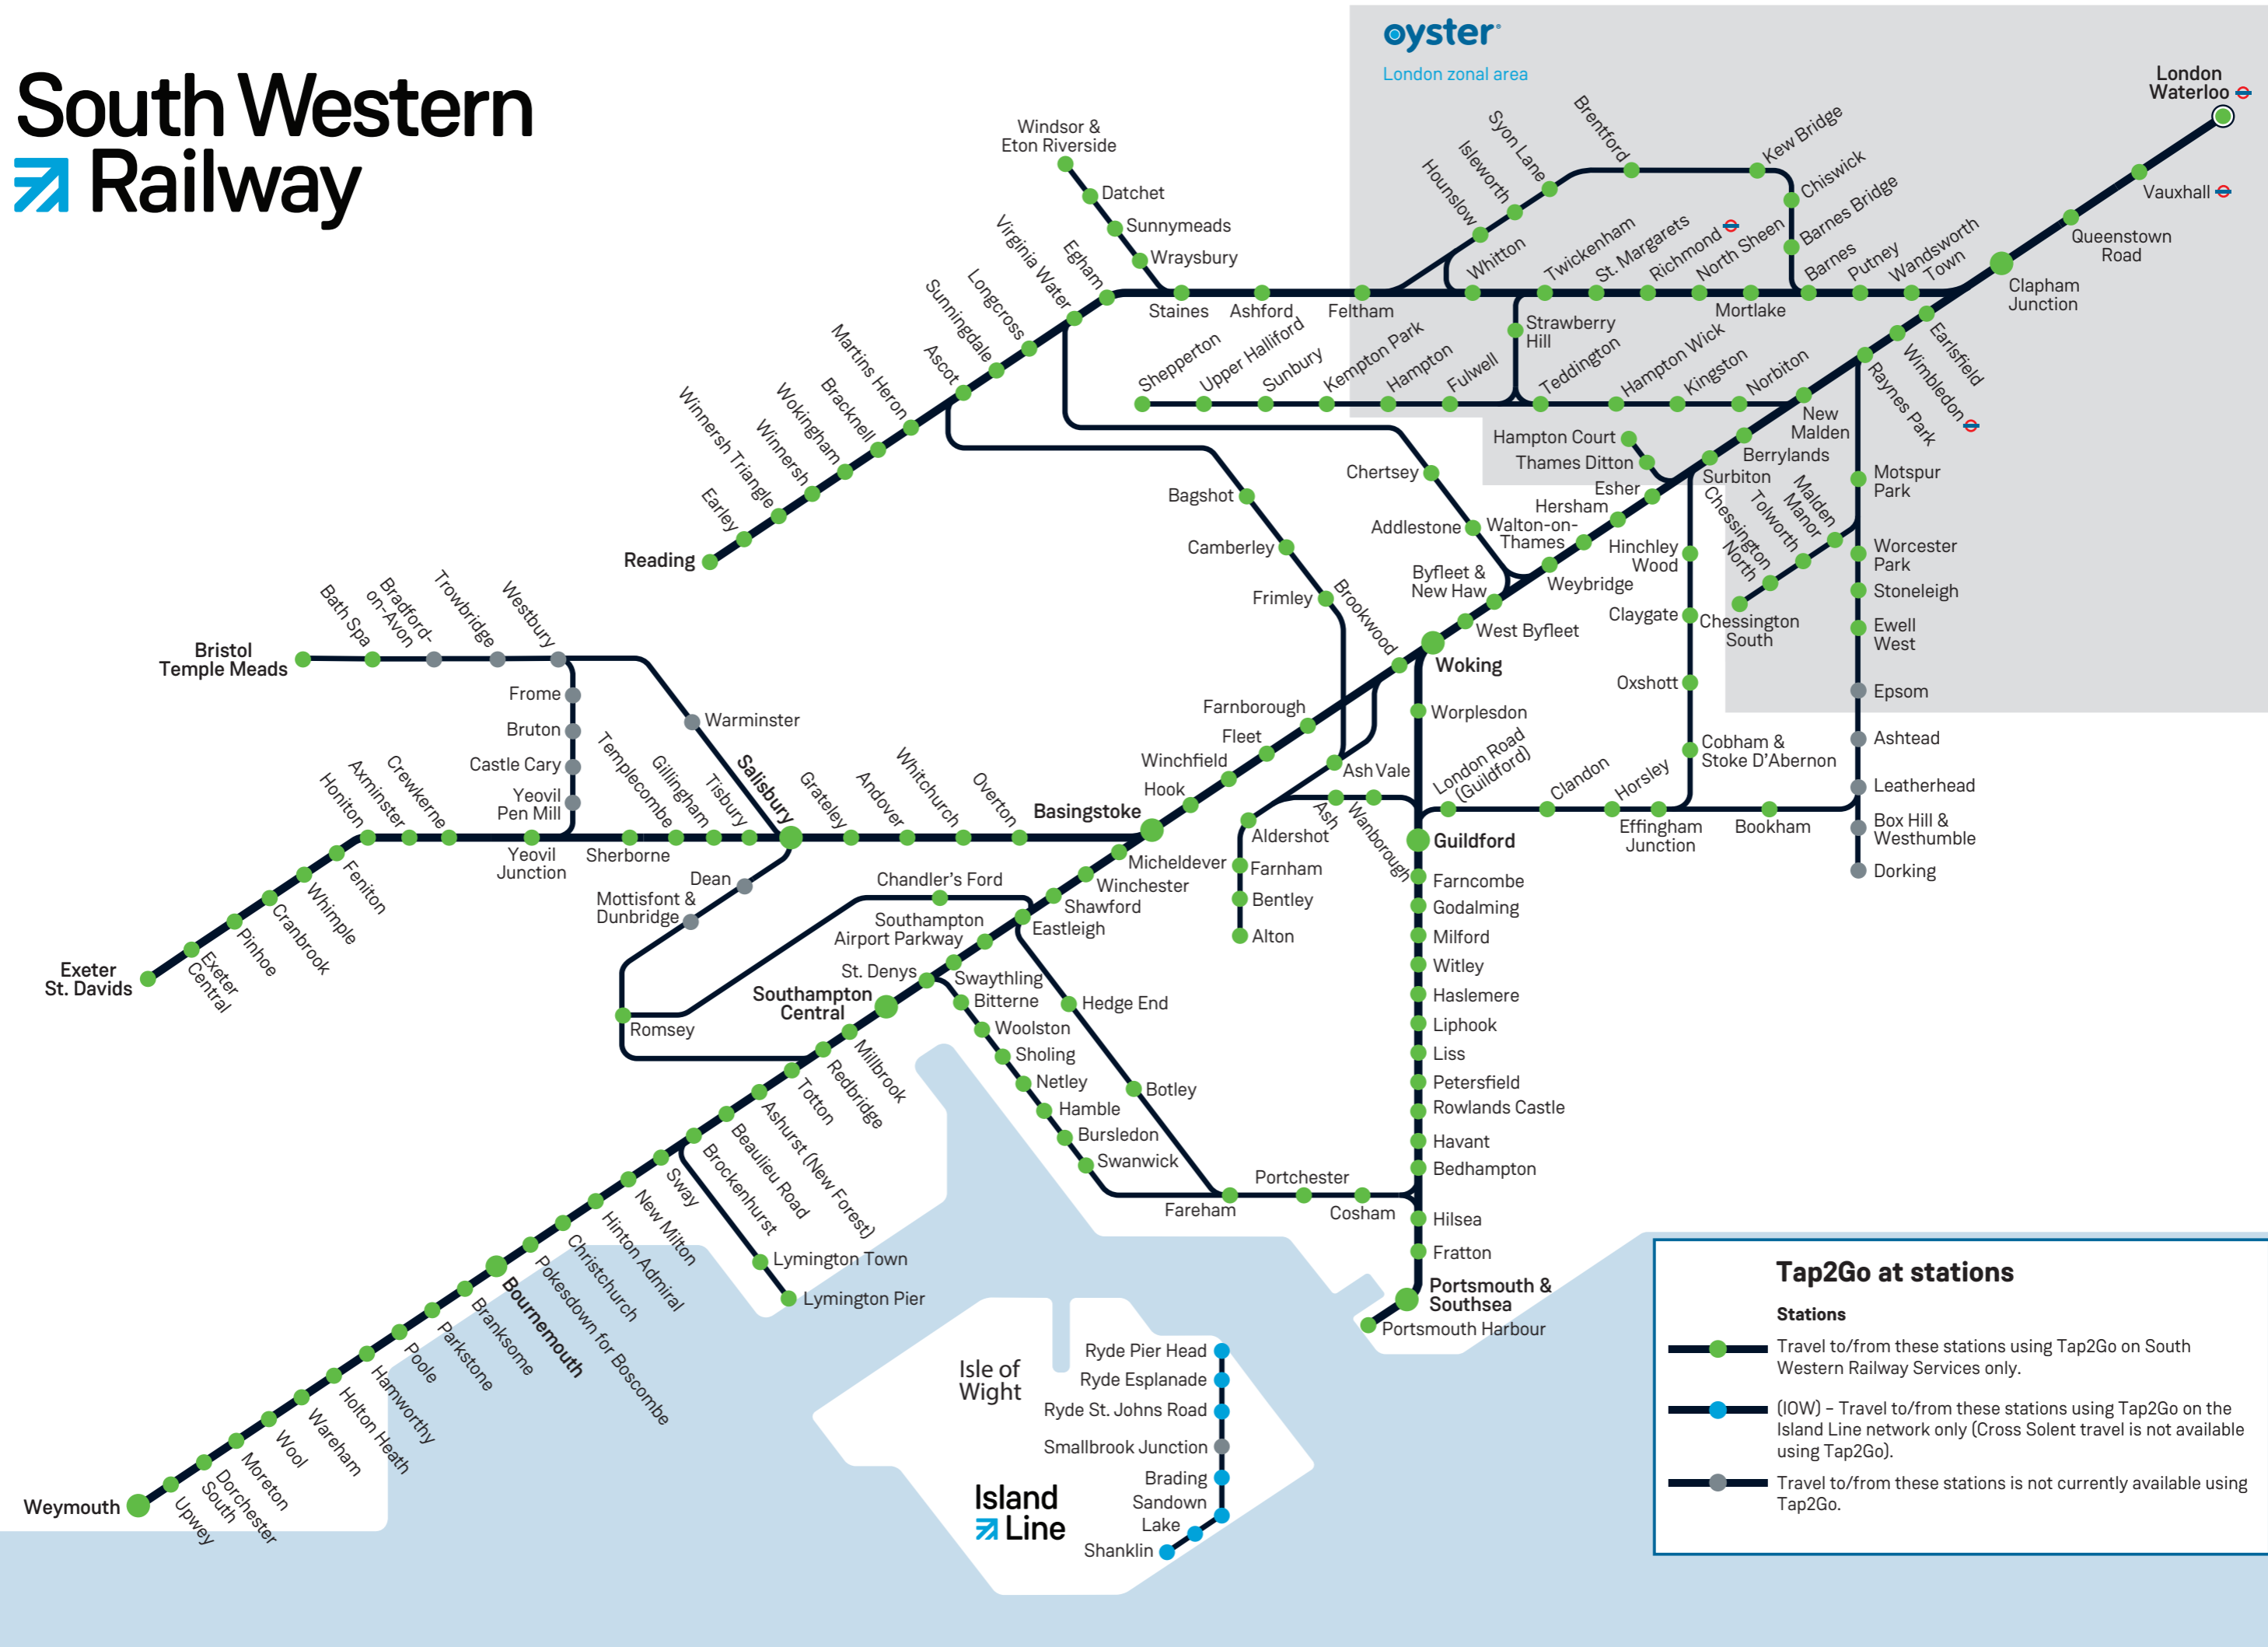 South Western
Railway
oyster
London zonal area
London
Waterloo
Vauxhall
Queenstown
Road
Clapham
Junction
Wandsworth
Town
Putney
Barnes
Barnes Bridge
Chiswick
Kew Bridge
Brentford
Syon Lane
Isleworth
Hounslow
Mortlake
North Sheen
Richmond
St. Margarets
Twickenham
Whitton
Feltham
Ashford
Staines
Windsor &
Eton Riverside
Datchet
Sunnymeads
Wraysbury
Egham
Virginia Water
Longcross
Sunningdale
Ascot
Martins Heron
Bracknell
Wokingham
Winnersh
Winnersh Triangle
Earley
Reading
Strawberry
Hill
Shepperton
Upper Halliford
Sunbury
Kempton Park
Hampton
Fulwell
Teddington
Hampton Wick
Kingston
Norbiton
Earlsfield
Wimbledon
Raynes Park
New
Malden
Berrylands
Surbiton
Hampton Court
Thames Ditton
Esher
Hersham
Walton-on-
Thames
Weybridge
Byfleet &
New Haw
West Byfleet
Woking
Brookwood
Chertsey
Addlestone
Bagshot
Camberley
Frimley
Motspur
Park
Malden
Manor
Tolworth
Chessington
North
Chessington
South
Worcester
Park
Stoneleigh
Ewell
West
Epsom
Ashtead
Leatherhead
Box Hill &
Westhumble
Dorking
Hinchley
Wood
Claygate
Oxshott
Cobham &
Stoke D'Abernon
London Road
(Guildford)
Clandon
Horsley
Effingham
Junction
Bookham
Worplesdon
Guildford
Farnborough
Fleet
Winchfield
Hook
Basingstoke
Ash Vale
Ash
Wanborough
Aldershot
Farnham
Bentley
Alton
Farncombe
Godalming
Milford
Witley
Haslemere
Liphook
Liss
Petersfield
Rowlands Castle
Havant
Bedhampton
Hilsea
Fratton
Portsmouth &
Southsea
Portsmouth Harbour
Bristol
Temple Meads
Bath Spa
Bradford-
on-Avon
Trowbridge
Westbury
Frome
Bruton
Castle Cary
Yeovil
Pen Mill
Warminster
Salisbury
Tisbury
Gillingham
Templecombe
Sherborne
Yeovil
Junction
Crewkerne
Axminster
Honiton
Feniton
Whimple
Cranbrook
Pinhoe
Exeter
Central
Exeter
St. Davids
Grateley
Andover
Whitchurch
Overton
Dean
Mottisfont &
Dunbridge
Romsey
Chandler's Ford
Micheldever
Winchester
Shawford
Eastleigh
Southampton
Airport Parkway
Swaythling
St. Denys
Southampton
Central
Millbrook
Redbridge
Totton
Ashurst (New Forest)
Beaulieu Road
Brockenhurst
Sway
New Milton
Hinton Admiral
Christchurch
Pokesdown for Boscombe
Bournemouth
Branksome
Parkstone
Poole
Hamworthy
Holton Heath
Wareham
Wool
Moreton
Dorchester
South
Upwey
Weymouth
Lymington Town
Lymington Pier
Bitterne
Woolston
Sholing
Netley
Hamble
Bursledon
Swanwick
Hedge End
Botley
Fareham
Portchester
Cosham
Isle of
Wight
Island
Line
Ryde Pier Head
Ryde Esplanade
Ryde St. Johns Road
Smallbrook Junction
Brading
Sandown
Lake
Shanklin
Tap2Go at stations
Stations
Travel to/from these stations using Tap2Go on South
Western Railway Services only.
(IOW) – Travel to/from these stations using Tap2Go on the
Island Line network only (Cross Solent travel is not available
using Tap2Go).
Travel to/from these stations is not currently available using
Tap2Go.